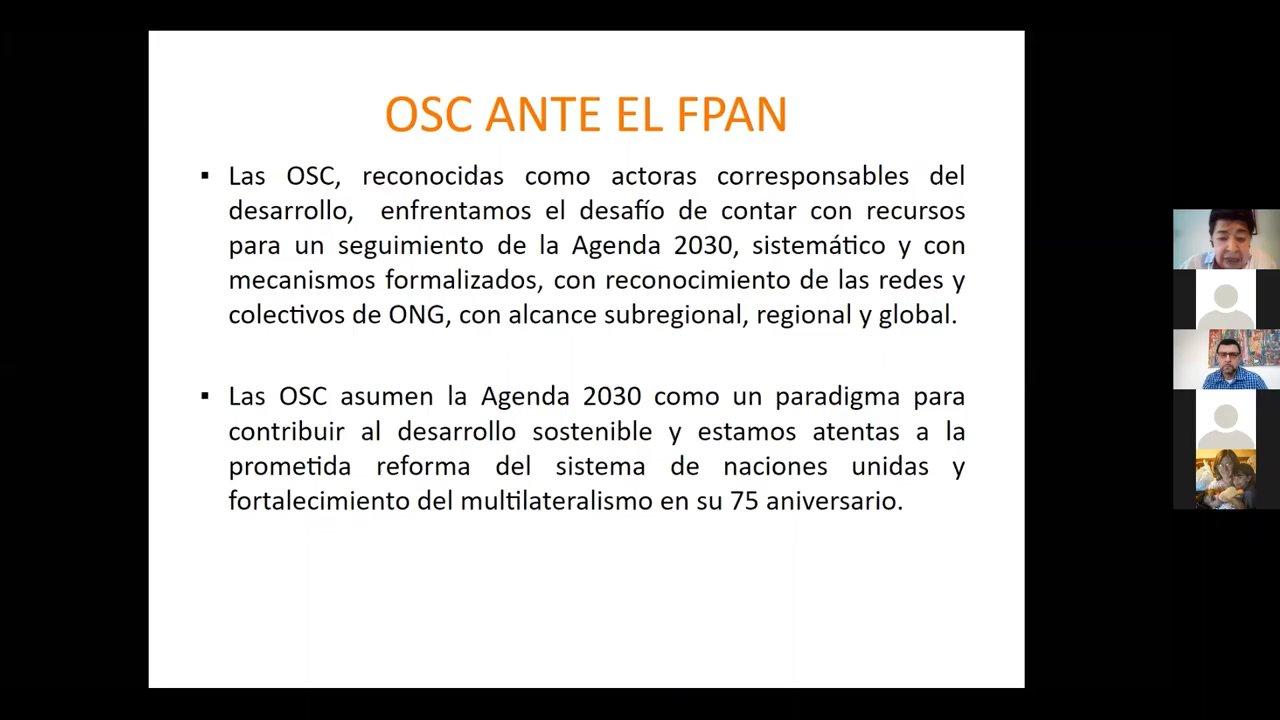 OSC ANTE EL FPAN
▪ Las OSC, reconocidas como actoras corresponsables del
desarrollo, enfrentamos el desafío de contar con recursos
para un seguimiento de la Agenda 2030, sistemático y con
mecanismos formalizados, con reconocimiento de las redes y
colectivos de ONG, con alcance subregional, regional y global.
▪ Las OSC asumen la Agenda 2030 como un paradigma para
contribuir al desarrollo sostenible y estamos atentas a la
prometida reforma del sistema de naciones unidas y
fortalecimiento del multilateralismo en su 75 aniversario.